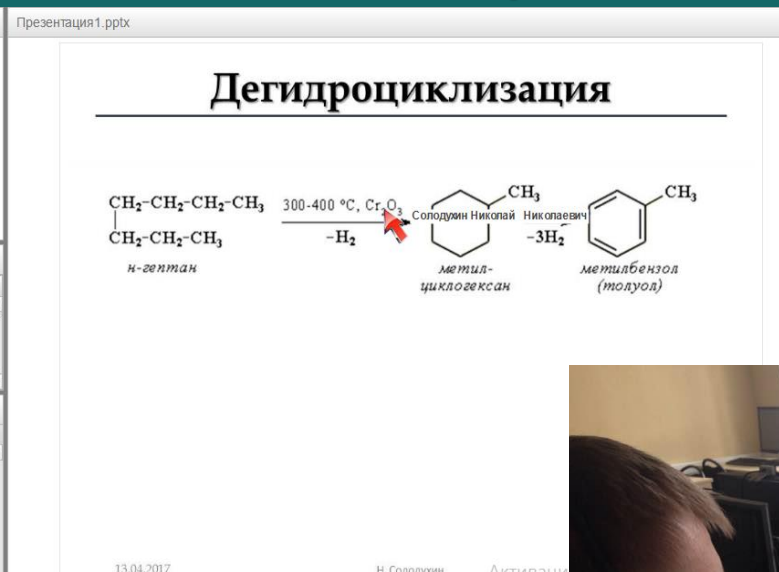 Презентация1.pptx
Дегидроциклизация
CH₂-CH₂-CH₂-CH₃
CH₂-CH₂-CH₃
н-гептан
300-400 °C, Cr₂O₃
-H₂
CH₃
Солодухин Николай Николаевич
метил-
циклогексан
-3H₂
CH₃
метилбензол
(толуол)
13.04.2017
Н. Солодухин